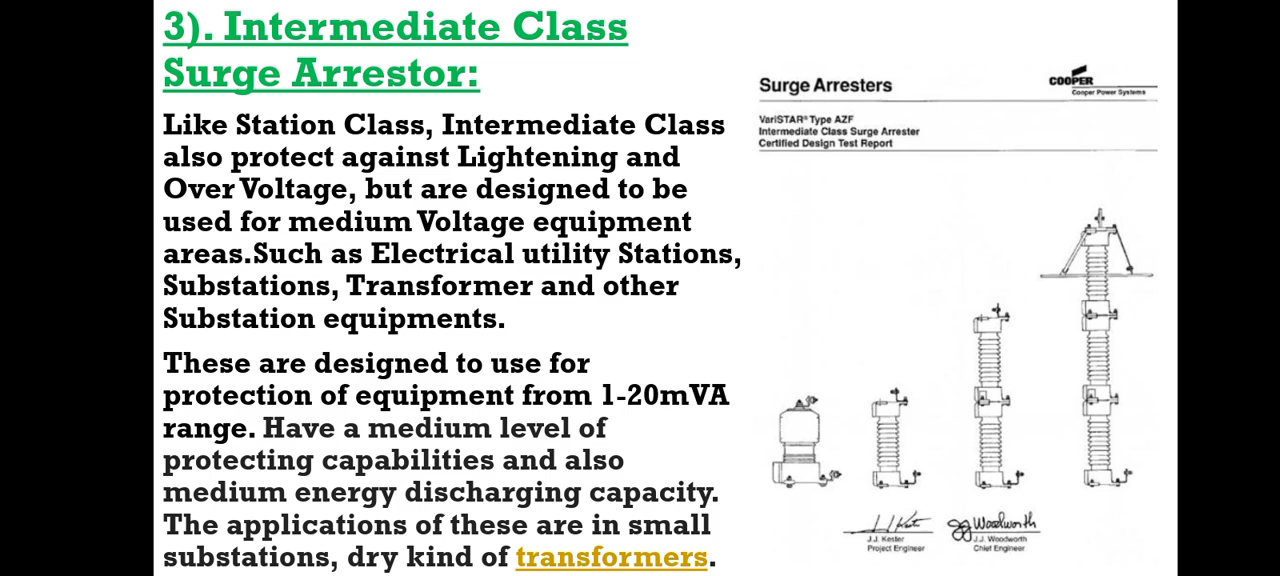 3). Intermediate Class
Surge Arrestor:
Like Station Class, Intermediate Class
also protect against Lightening and
Over Voltage, but are designed to be
used for medium Voltage equipment
areas.Such as Electrical utility Stations,
Substations, Transformer and other
Substation equipments.
These are designed to use for
protection of equipment from 1-20mVA
range. Have a medium level of
protecting capabilities and also
medium energy discharging capacity.
The applications of these are in small
substations, dry kind of transformers.
Surge Arresters
COOPER
Cooper Power Systems
VariSTAR® Type AZF
Intermediate Class Surge Arrester
Certified Design Test Report
J.J. Kester
Project Engineer
JJ Woodworth
J.J. Woodworth
Chief Engineer